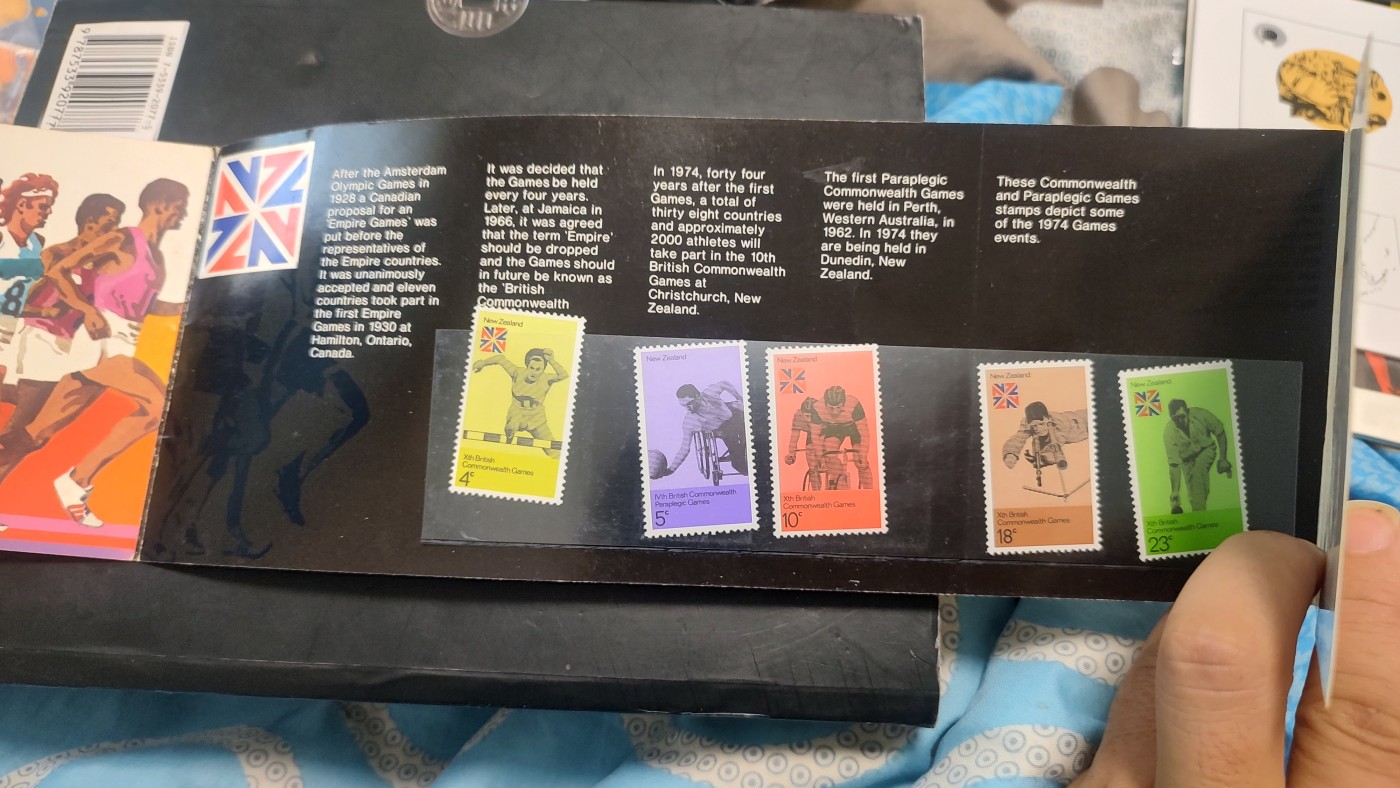 ISBN 7-5339-2077-1
9 787533 920777
After the Amsterdam
Olympic Games in
1928 a Canadian
proposal for an
'Empire Games' was
put before the
representatives of
the Empire countries.
It was unanimously
accepted and eleven
countries took part in
the first Empire
Games in 1930 at
Hamilton, Ontario,
Canada.
It was decided that
the Games be held
every four years.
Later, at Jamaica in
1966, it was agreed
that the term 'Empire'
should be dropped
and the Games should
in future be known as
the 'British
Commonwealth
In 1974, forty four
years after the first
Games, a total of
thirty eight countries
and approximately
2000 athletes will
take part in the 10th
British Commonwealth
Games at
Christchurch, New
Zealand.
The first Paraplegic
Commonwealth Games
were held in Perth,
Western Australia, in
1962. In 1974 they
are being held in
Dunedin, New
Zealand.
These Commonwealth
and Paraplegic Games
stamps depict some
of the 1974 Games
events.
New Zealand
Xth British
Commonwealth Games
4c
New Zealand
IVth British Commonwealth
Paraplegic Games
5c
New Zealand
Xth British
Commonwealth Games
10c
New Zealand
Xth British
Commonwealth Games
18c
New Zealand
Xth British
Commonwealth Games
23c
8